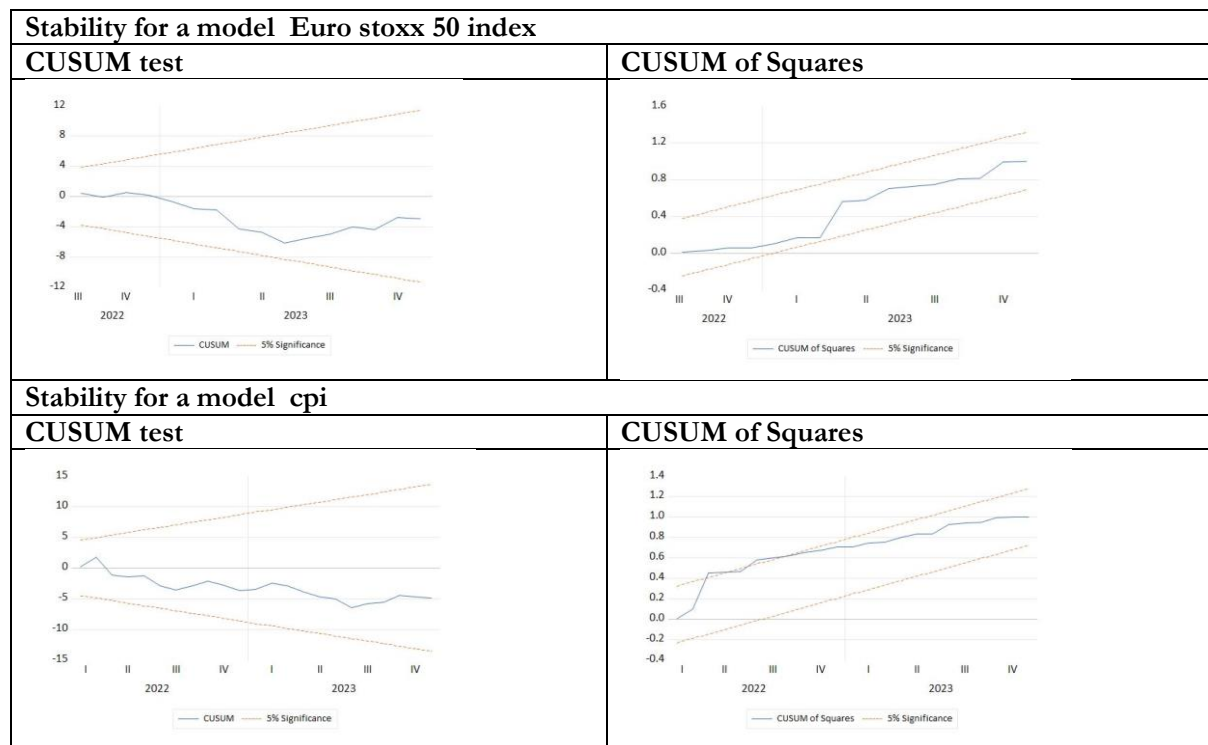 Stability for a model Euro stoxx 50 index
CUSUM test
CUSUM of Squares
12
8
4
0
-4
-8
-12
III IV I II III IV
2022 2023
CUSUM 5% Significance
1.6
1.2
0.8
0.4
0.0
-0.4
III IV I II III IV
2022 2023
CUSUM of Squares 5% Significance
Stability for a model cpi
CUSUM test
CUSUM of Squares
15
10
5
0
-5
-10
-15
I II III IV I II III IV
2022 2023
CUSUM 5% Significance
1.4
1.2
1.0
0.8
0.6
0.4
0.2
0.0
-0.2
-0.4
I II III IV I II III IV
2022 2023
CUSUM of Squares 5% Significance